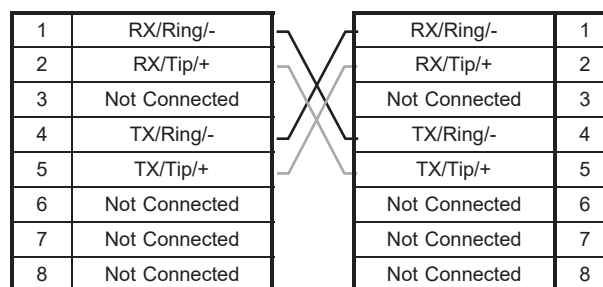 1 RX/Ring/- RX/Ring/- 1
2 RX/Tip/+ RX/Tip/+ 2
3 Not Connected Not Connected 3
4 TX/Ring/- TX/Ring/- 4
5 TX/Tip/+ TX/Tip/+ 5
6 Not Connected Not Connected 6
7 Not Connected Not Connected 7
8 Not Connected Not Connected 8